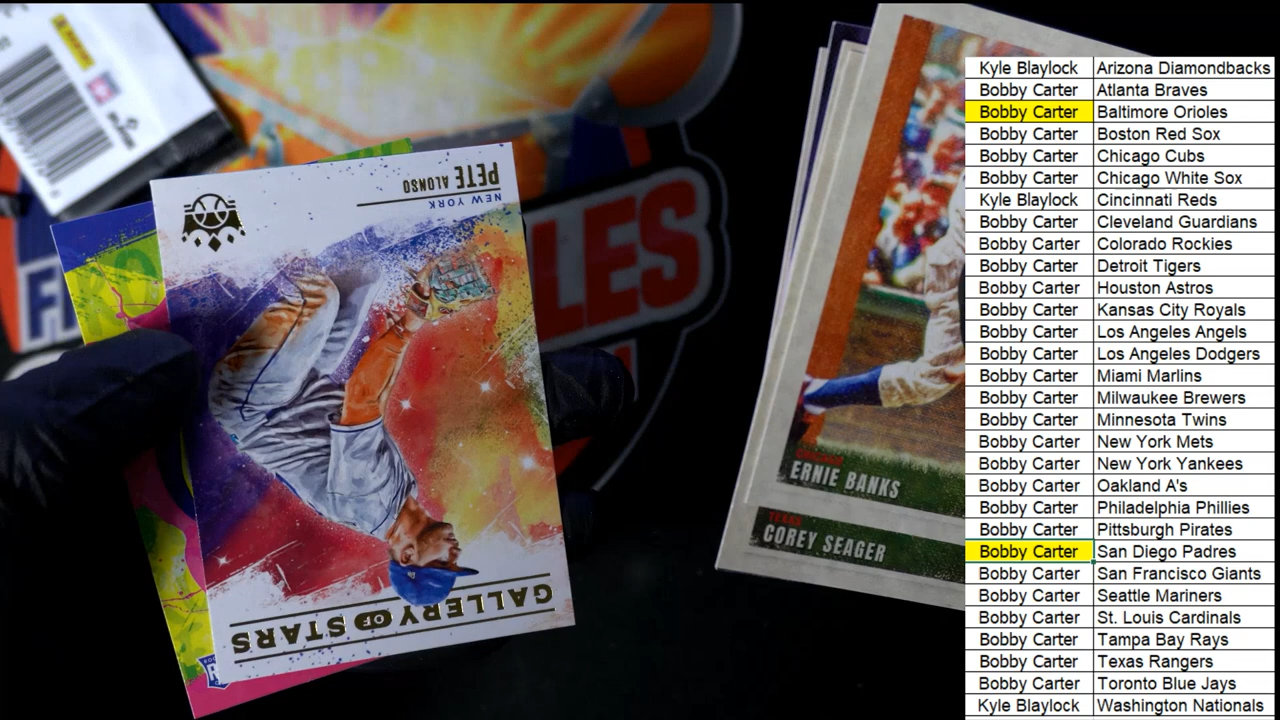 PETE ALONSO
NEW YORK
GALLERY OF STARS
LES
ERNIE BANKS
TEXAS
COREY SEAGER
Kyle Blaylock Arizona Diamondbacks
Bobby Carter Atlanta Braves
Bobby Carter Baltimore Orioles
Bobby Carter Boston Red Sox
Bobby Carter Chicago Cubs
Bobby Carter Chicago White Sox
Kyle Blaylock Cincinnati Reds
Bobby Carter Cleveland Guardians
Bobby Carter Colorado Rockies
Bobby Carter Detroit Tigers
Bobby Carter Houston Astros
Bobby Carter Kansas City Royals
Bobby Carter Los Angeles Angels
Bobby Carter Los Angeles Dodgers
Bobby Carter Miami Marlins
Bobby Carter Milwaukee Brewers
Bobby Carter Minnesota Twins
Bobby Carter New York Mets
Bobby Carter New York Yankees
Bobby Carter Oakland A's
Bobby Carter Philadelphia Phillies
Bobby Carter Pittsburgh Pirates
Bobby Carter San Diego Padres
Bobby Carter San Francisco Giants
Bobby Carter Seattle Mariners
Bobby Carter St. Louis Cardinals
Bobby Carter Tampa Bay Rays
Bobby Carter Texas Rangers
Bobby Carter Toronto Blue Jays
Kyle Blaylock Washington Nationals